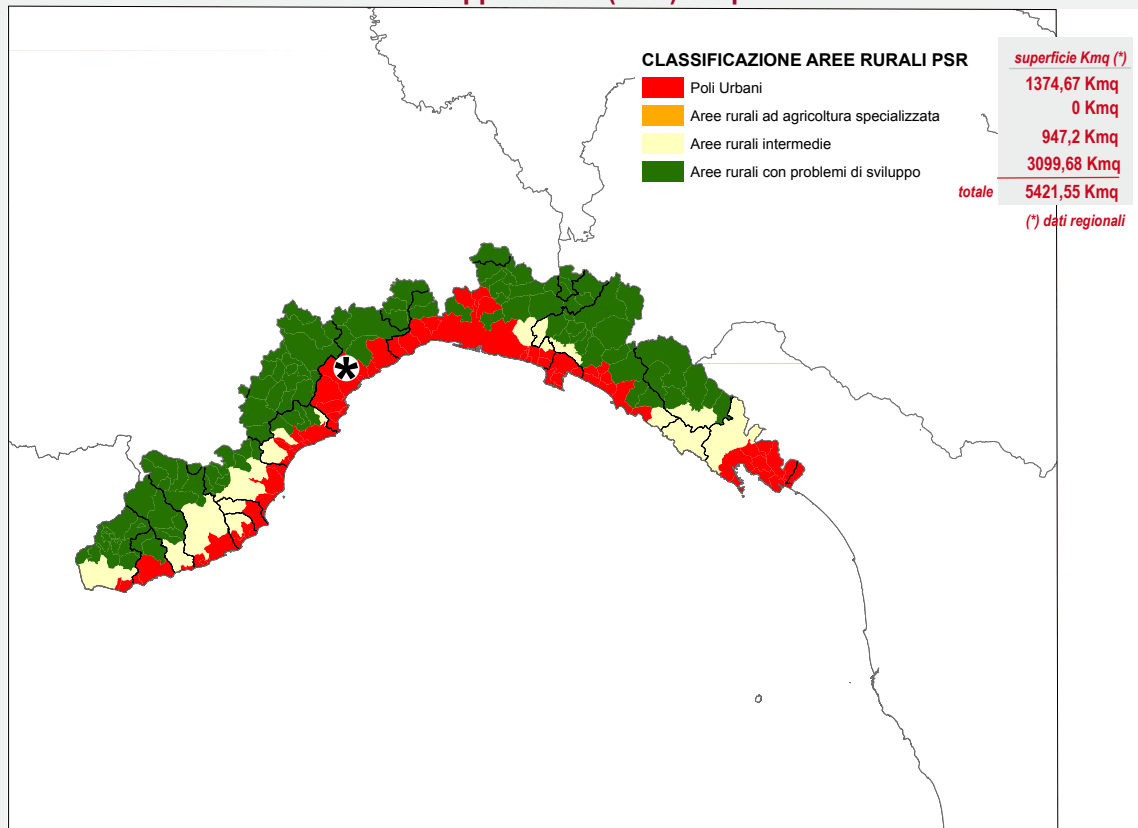 CLASSIFICAZIONE AREE RURALI PSR
superficie Kmq (*)
Poli Urbani
1374,67 Kmq
Aree rurali ad agricoltura specializzata
0 Kmq
Aree rurali intermedie
947,2 Kmq
Aree rurali con problemi di sviluppo
3099,68 Kmq
totale 5421,55 Kmq
(*) dati regionali
*